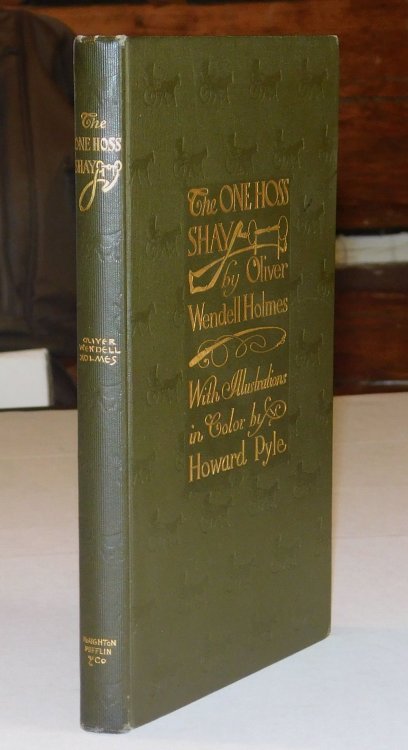 The
ONE HOSS
SHAY
OLIVER
WENDELL
HOLMES
HOUGHTON
MIFFLIN
& Co
The ONE HOSS
SHAY
by Oliver
Wendell Holmes
With Illustrations
in Color by
Howard Pyle